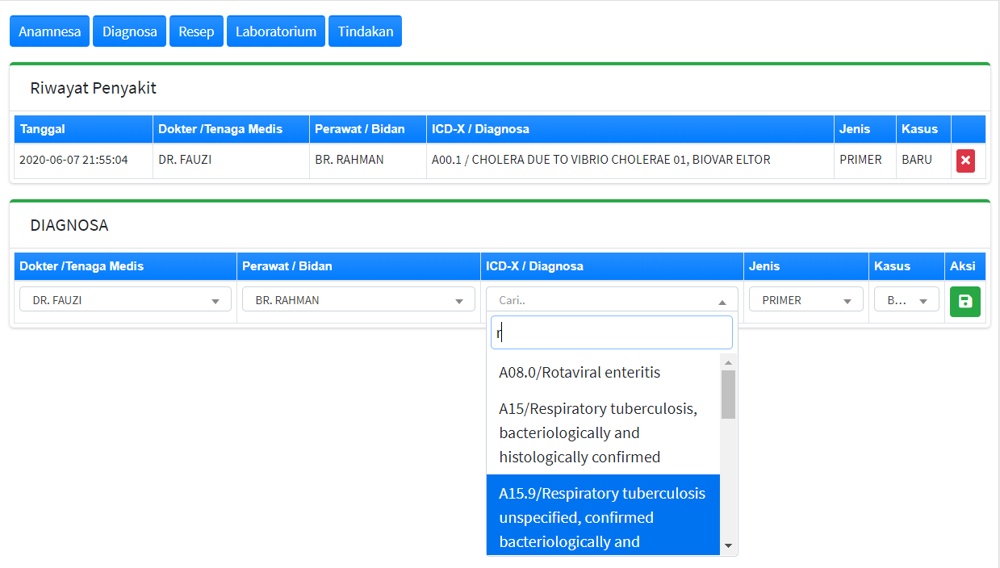 Anamnesa Diagnosa Resep Laboratorium Tindakan
Riwayat Penyakit
Tanggal Dokter /Tenaga Medis Perawat / Bidan ICD-X / Diagnosa Jenis Kasus
2020-06-07 21:55:04 DR. FAUZI BR. RAHMAN A00.1 / CHOLERA DUE TO VIBRIO CHOLERAE 01, BIOVAR ELTOR PRIMER BARU
DIAGNOSA
Dokter /Tenaga Medis Perawat / Bidan ICD-X / Diagnosa Jenis Kasus Aksi
DR. FAUZI BR. RAHMAN Cari.. PRIMER B...
r
A08.0/Rotaviral enteritis
A15/Respiratory tuberculosis,
bacteriologically and
histologically confirmed
A15.9/Respiratory tuberculosis
unspecified, confirmed
bacteriologically and